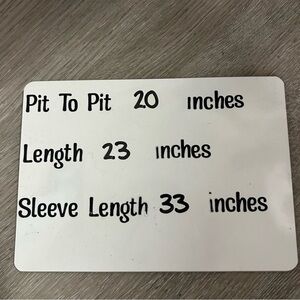 Pit To Pit 20 inches
Length 23 inches
Sleeve Length 33 inches